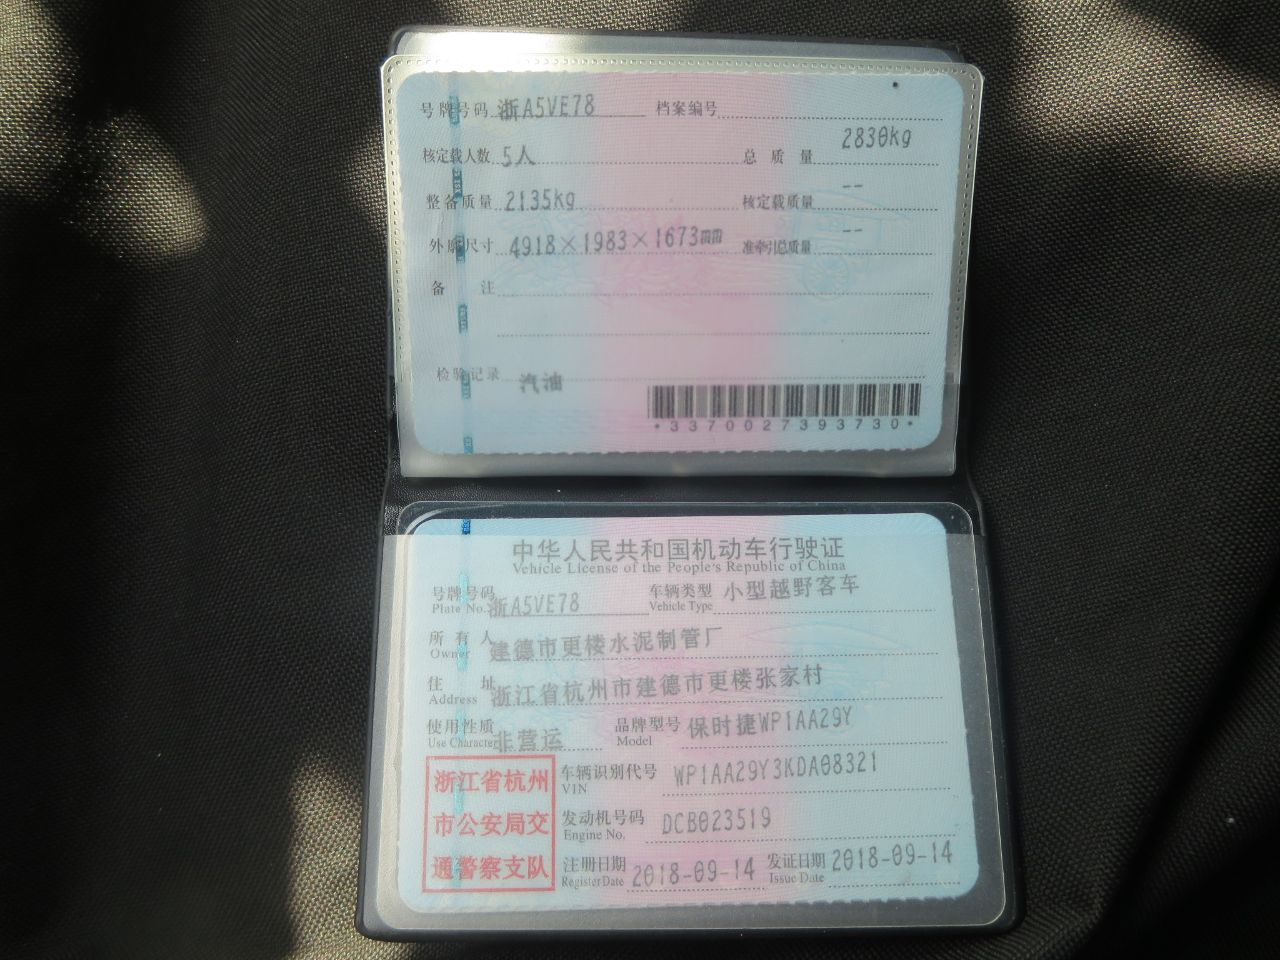 号牌号码 浙A5VE78 档案编号
核定载人数 5人 总质量 2830kg
整备质量 2135kg 核定载质量 --
外廓尺寸 4918×1983×1673mm 准牵引总质量 --
备注
检验记录 汽油
*3370027393730*
中华人民共和国机动车行驶证
Vehicle License of the People's Republic of China
号牌号码 浙A5VE78 车辆类型 小型越野客车
Plate No. Vehicle Type
所有人 建德市更楼水泥制管厂
Owner
住址 浙江省杭州市建德市更楼张家村
Address
使用性质 非营运 品牌型号 保时捷WP1AA29Y
Use Character Model
车辆识别代号 WP1AA29Y3KDA08321
VIN
发动机号码 DCB023519
Engine No.
注册日期 2018-09-14 发证日期 2018-09-14
Register Date Issue Date
浙江省杭州
市公安局交
通警察支队